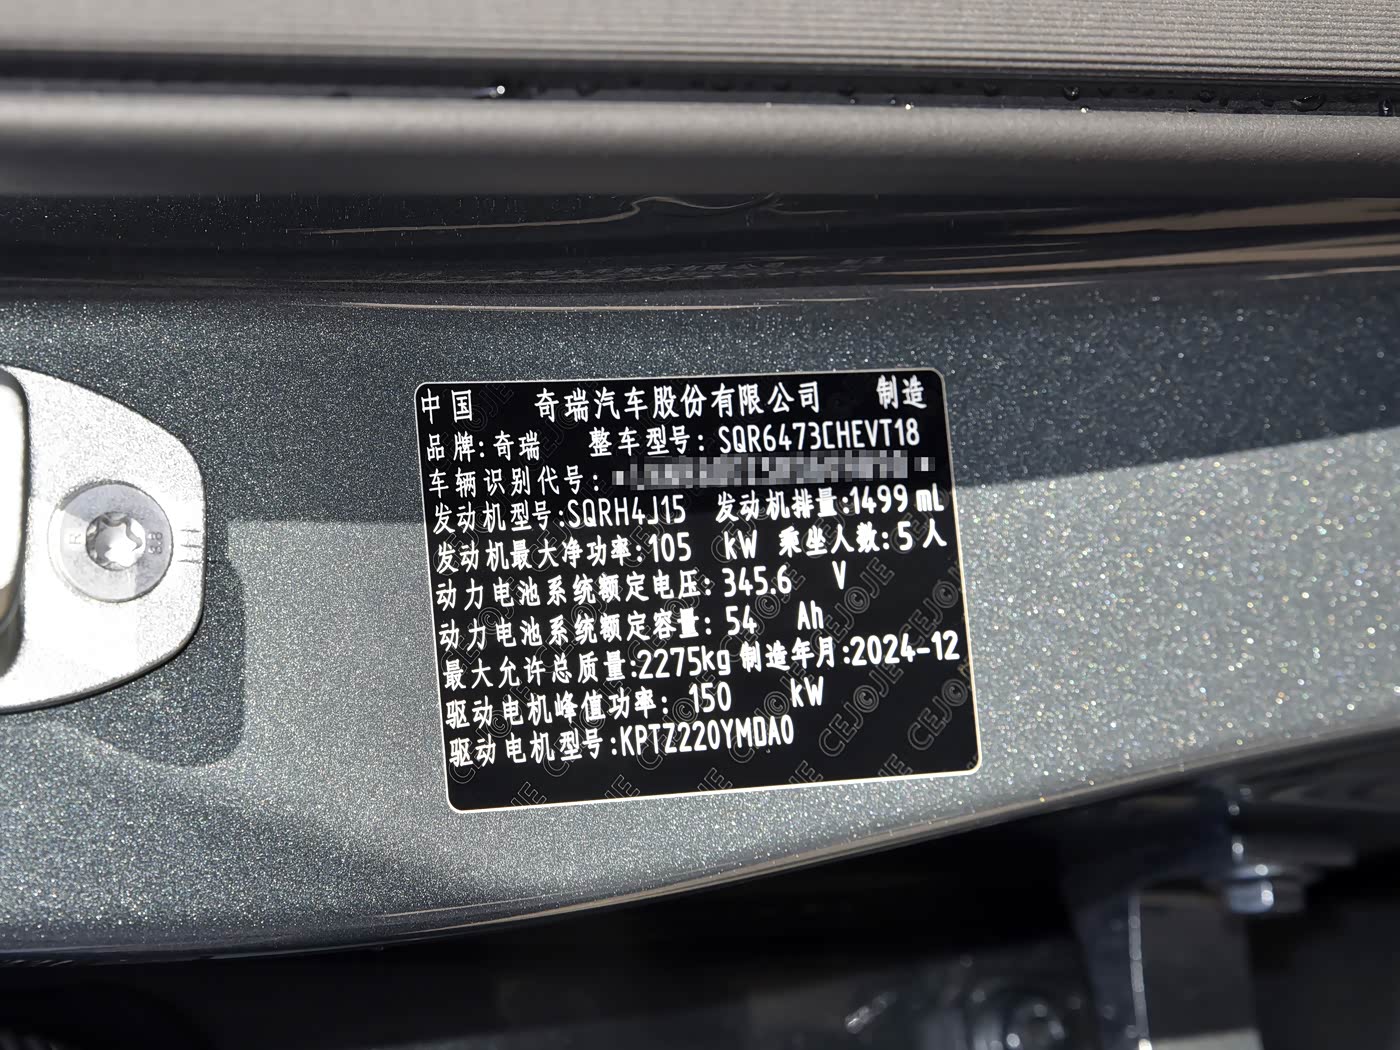 中国 奇瑞汽车股份有限公司 制造
品牌:奇瑞 整车型号: SQR6473CHEVT18
车辆识别代号:
发动机型号:SQRH4J15 发动机排量:1499 mL
发动机最大净功率:105 kW 乘坐人数:5 人
动力电池系统额定电压: 345.6 V
动力电池系统额定容量: 54 Ah
最大允许总质量:2275kg 制造年月:2024-12
驱动电机峰值功率: 150 kW
驱动电机型号:KPTZ220YMDA0